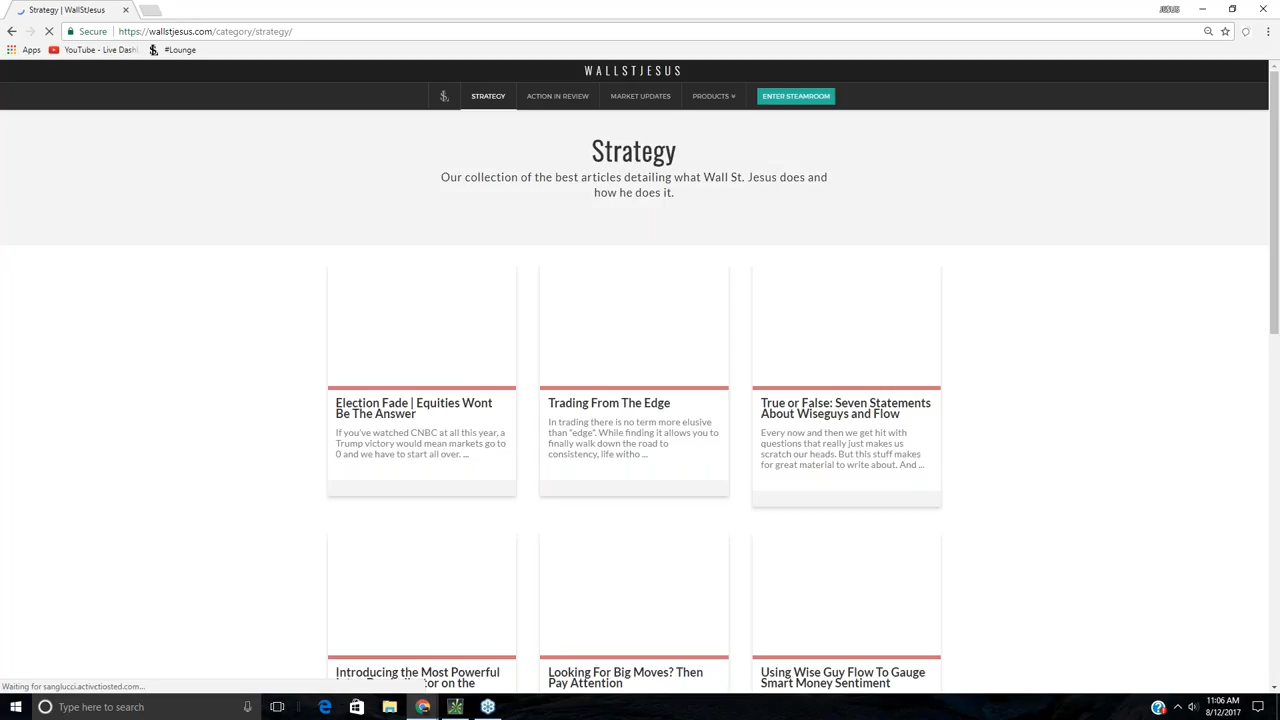 Strategy | WallStJesus
JESUS
Secure
https://wallstjesus.com/category/strategy/
Apps
YouTube - Live Dash
#Lounge
WALLSTJESUS
STRATEGY
ACTION IN REVIEW
MARKET UPDATES
PRODUCTS
ENTER STEAMROOM
Strategy
Our collection of the best articles detailing what Wall St. Jesus does and
how he does it.
Election Fade | Equities Wont
Be The Answer
If you've watched CNBC at all this year, a
Trump victory would mean markets go to
0 and we have to start all over. ...
Trading From The Edge
In trading there is no term more elusive
than "edge". While finding it allows you to
finally walk down the road to
consistency, life witho ...
True or False: Seven Statements
About Wiseguys and Flow
Every now and then we get hit with
questions that really just makes us
scratch our heads. But this stuff makes
for great material to write about. And ...
Introducing the Most Powerful
or on the
Looking For Big Moves? Then
Pay Attention
Using Wise Guy Flow To Gauge
Smart Money Sentiment
Waiting for sanglucci.activehosted.com...
Type here to search
11:06 AM
8/12/2017